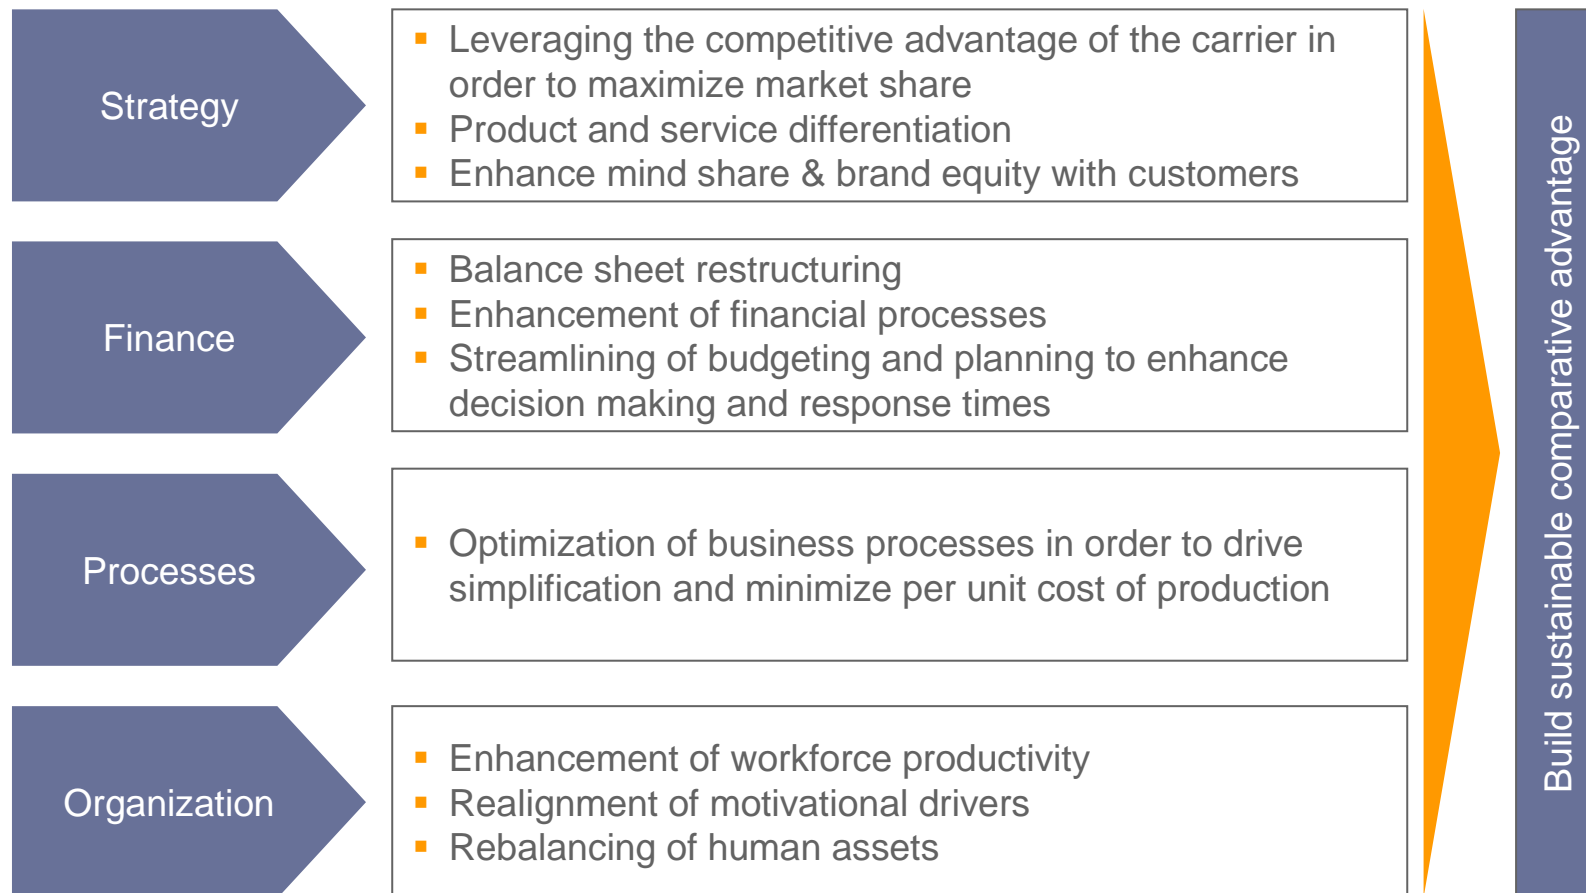 Strategy
Leveraging the competitive advantage of the carrier in
order to maximize market share
Product and service differentiation
Enhance mind share & brand equity with customers
Finance
Balance sheet restructuring
Enhancement of financial processes
Streamlining of budgeting and planning to enhance
decision making and response times
Processes
Optimization of business processes in order to drive
simplification and minimize per unit cost of production
Organization
Enhancement of workforce productivity
Realignment of motivational drivers
Rebalancing of human assets
Build sustainable comparative advantage